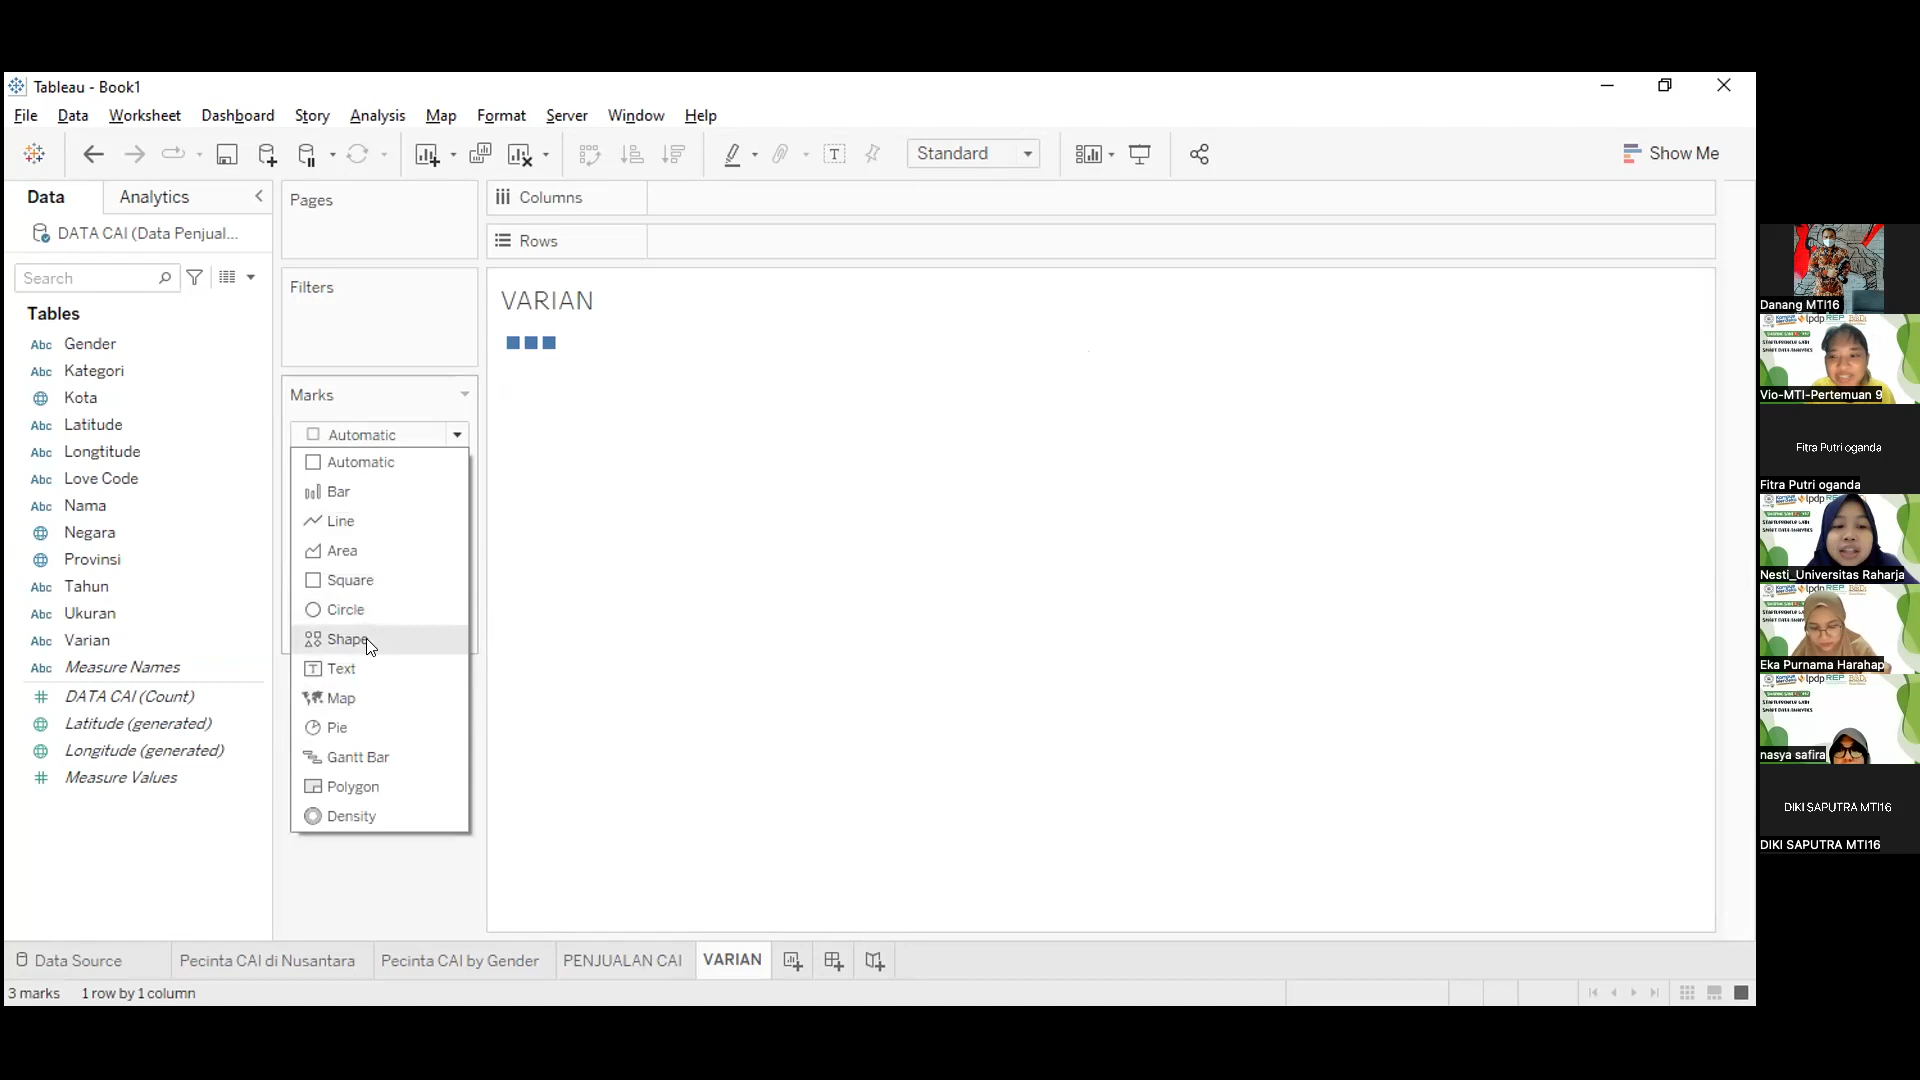 Tableau - Book1
File Data Worksheet Dashboard Story Analysis Map Format Server Window Help
Standard
Show Me
Data Analytics
DATA CAI (Data Penjual...
Search
Tables
Abc Gender
Abc Kategori
Kota
Abc Latitude
Abc Longtitude
Abc Love Code
Abc Nama
Negara
Provinsi
Abc Tahun
Abc Ukuran
Abc Varian
Abc Measure Names
# DATA CAI (Count)
Latitude (generated)
Longitude (generated)
# Measure Values
Pages
Filters
Marks
Automatic
Automatic
Bar
Line
Area
Square
Circle
Shape
Text
Map
Pie
Gantt Bar
Polygon
Density
Columns
Rows
VARIAN
Data Source Pecinta CAI di Nusantara Pecinta CAI by Gender PENJUALAN CAI VARIAN
3 marks 1 row by 1 column
Danang MTI16
Vio-MTI-Pertemuan 9
Fitra Putri oganda
Fitra Putri oganda
Nesti_Universitas Raharja
Eka Purnama Harahap
nasya safira
DIKI SAPUTRA MTI16
DIKI SAPUTRA MTI16